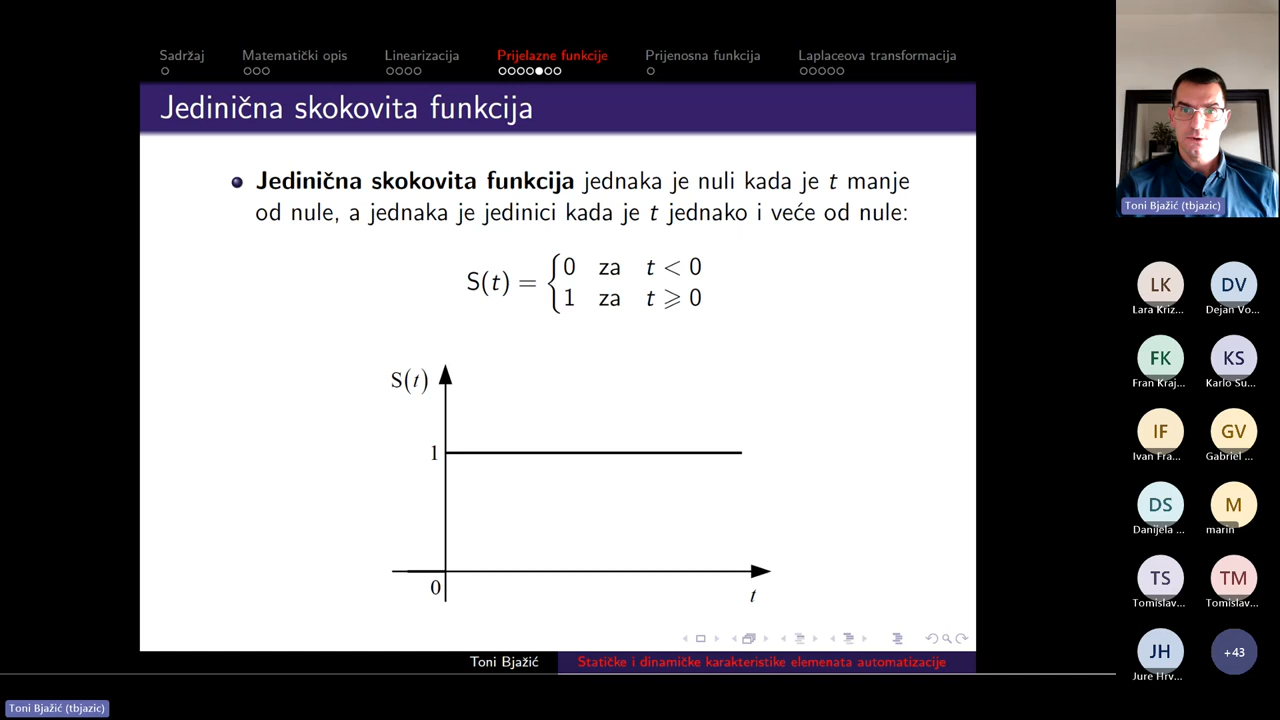 Sadržaj
Matematički opis
Linearizacija
Prijelazne funkcije
Prijenosna funkcija
Laplaceova transformacija
Jedinična skokovita funkcija
Jedinična skokovita funkcija jednaka je nuli kada je t manje
od nule, a jednaka je jedinici kada je t jednako i veće od nule:
S(t) = { 0 za t < 0
1 za t ⩾ 0
S(t)
1
0
t
Toni Bjažić
Statičke i dinamičke karakteristike elemenata automatizacije
Toni Bjažić (tbjazic)
Toni Bjažić (tbjazic)
LK
Lara Kriz...
DV
Dejan Vo...
FK
Fran Kraj...
KS
Karlo Su...
IF
Ivan Fra...
GV
Gabriel ...
DS
Danijela ...
M
marin
TS
Tomislav...
TM
Tomislav...
JH
Jure Hrv...
+43